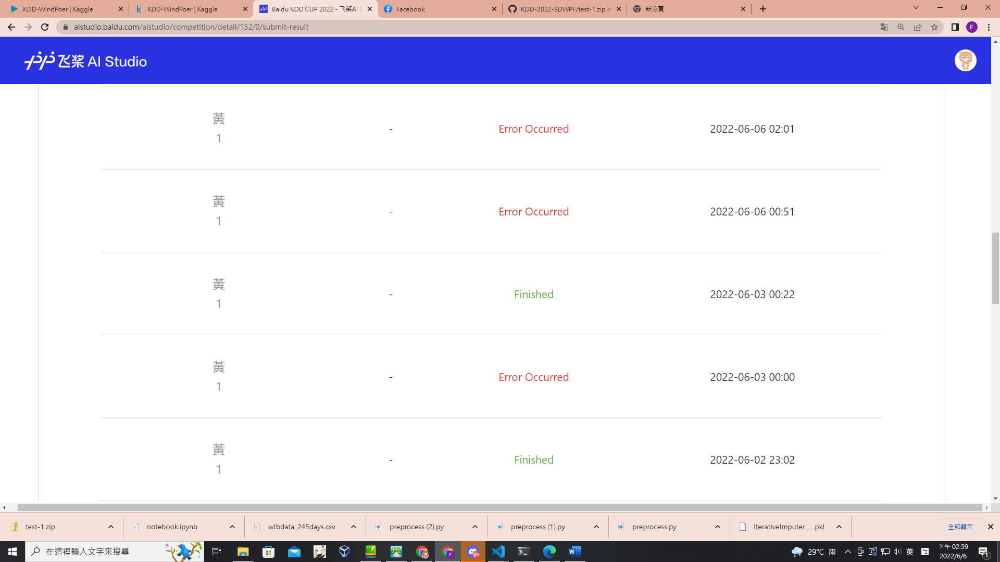 KDD-WindPoer | Kaggle
KDD-WindPoer | Kaggle
Baidu KDD CUP 2022 - 飞桨AI S
Facebook
KDD-2022-SDWPF/test-1.zip a
新分頁
aistudio.baidu.com/aistudio/competition/detail/152/0/submit-result
F
飞桨 AI Studio
黃
1
-
Error Occurred
2022-06-06 02:01
黃
1
-
Error Occurred
2022-06-06 00:51
黃
1
-
Finished
2022-06-03 00:22
黃
1
-
Error Occurred
2022-06-03 00:00
黃
1
-
Finished
2022-06-02 23:02
test-1.zip
notebook.ipynb
wtbdata_245days.csv
preprocess (2).py
preprocess (1).py
preprocess.py
IterativeImputer_....pkl
全部顯示
在這裡輸入文字來搜尋
F
9+
29°C 雨
英
下午 02:59
2022/6/6
1